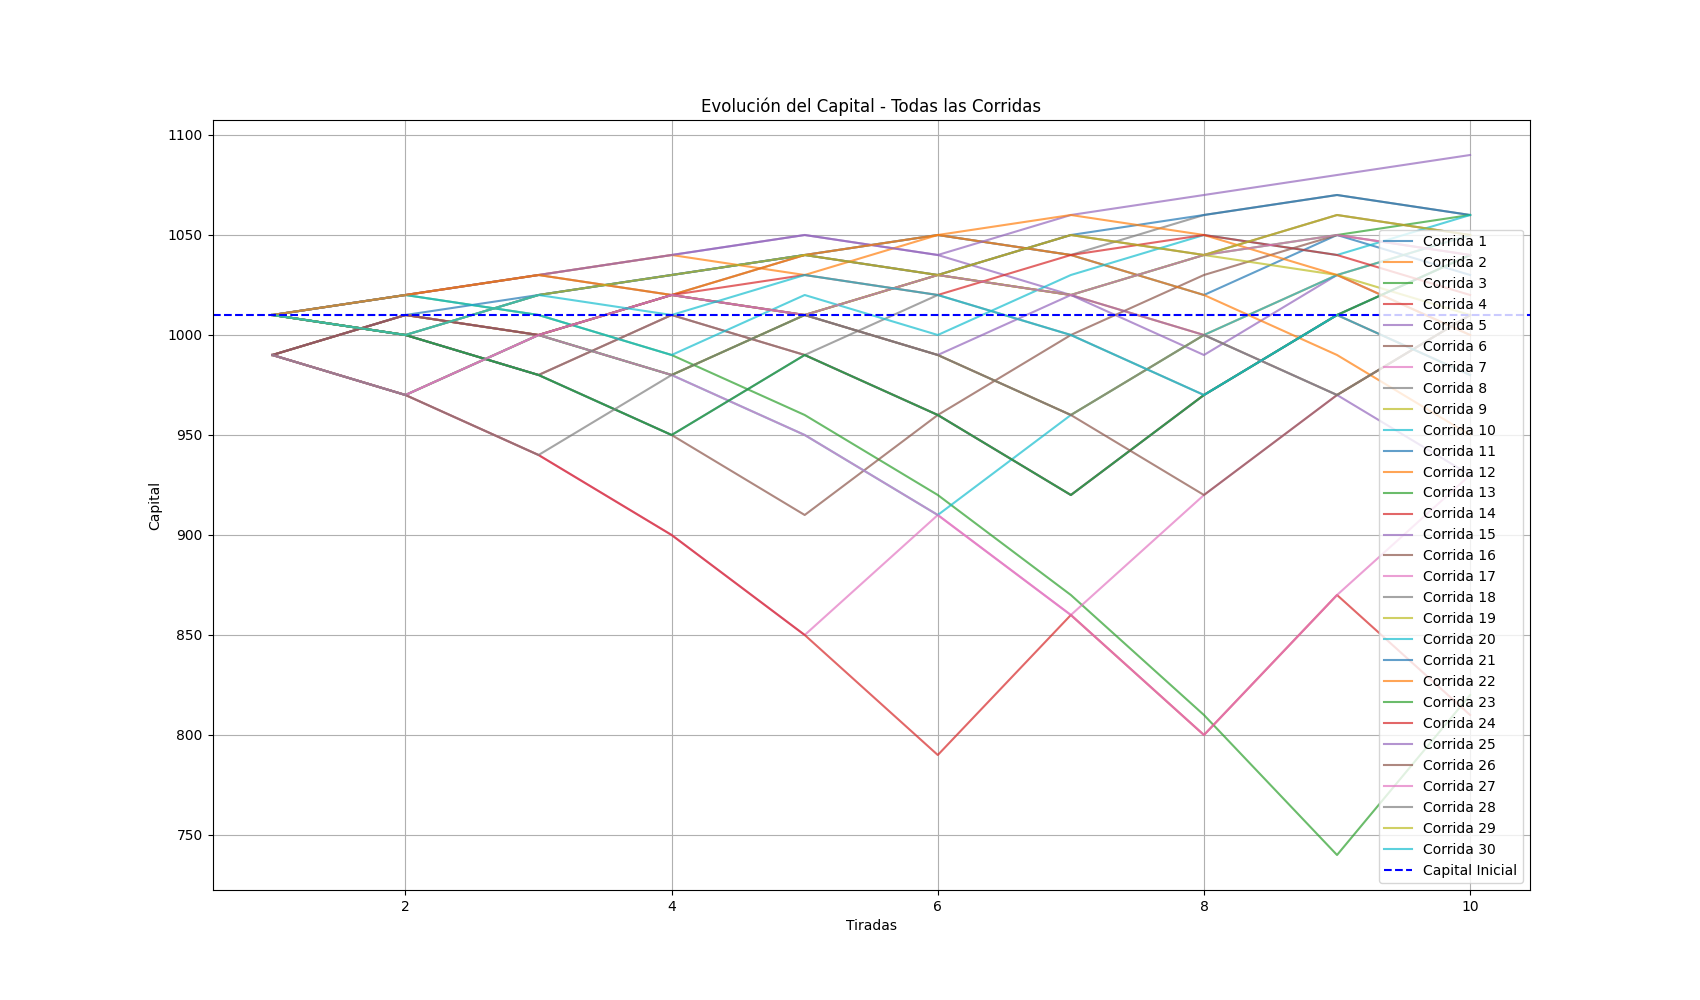 Evolución del Capital - Todas las Corridas
Capital
1100
1050
1000
950
900
850
800
750
2 4 6 8 10
Tiradas
Corrida 1
Corrida 2
Corrida 3
Corrida 4
Corrida 5
Corrida 6
Corrida 7
Corrida 8
Corrida 9
Corrida 10
Corrida 11
Corrida 12
Corrida 13
Corrida 14
Corrida 15
Corrida 16
Corrida 17
Corrida 18
Corrida 19
Corrida 20
Corrida 21
Corrida 22
Corrida 23
Corrida 24
Corrida 25
Corrida 26
Corrida 27
Corrida 28
Corrida 29
Corrida 30
Capital Inicial